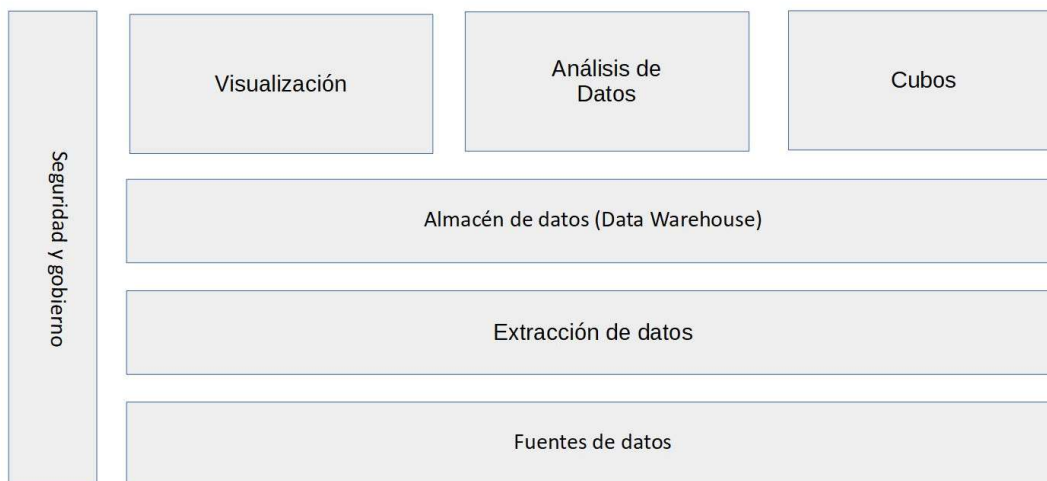 Seguridad y gobierno
Visualización
Análisis de
Datos
Cubos
Almacén de datos (Data Warehouse)
Extracción de datos
Fuentes de datos